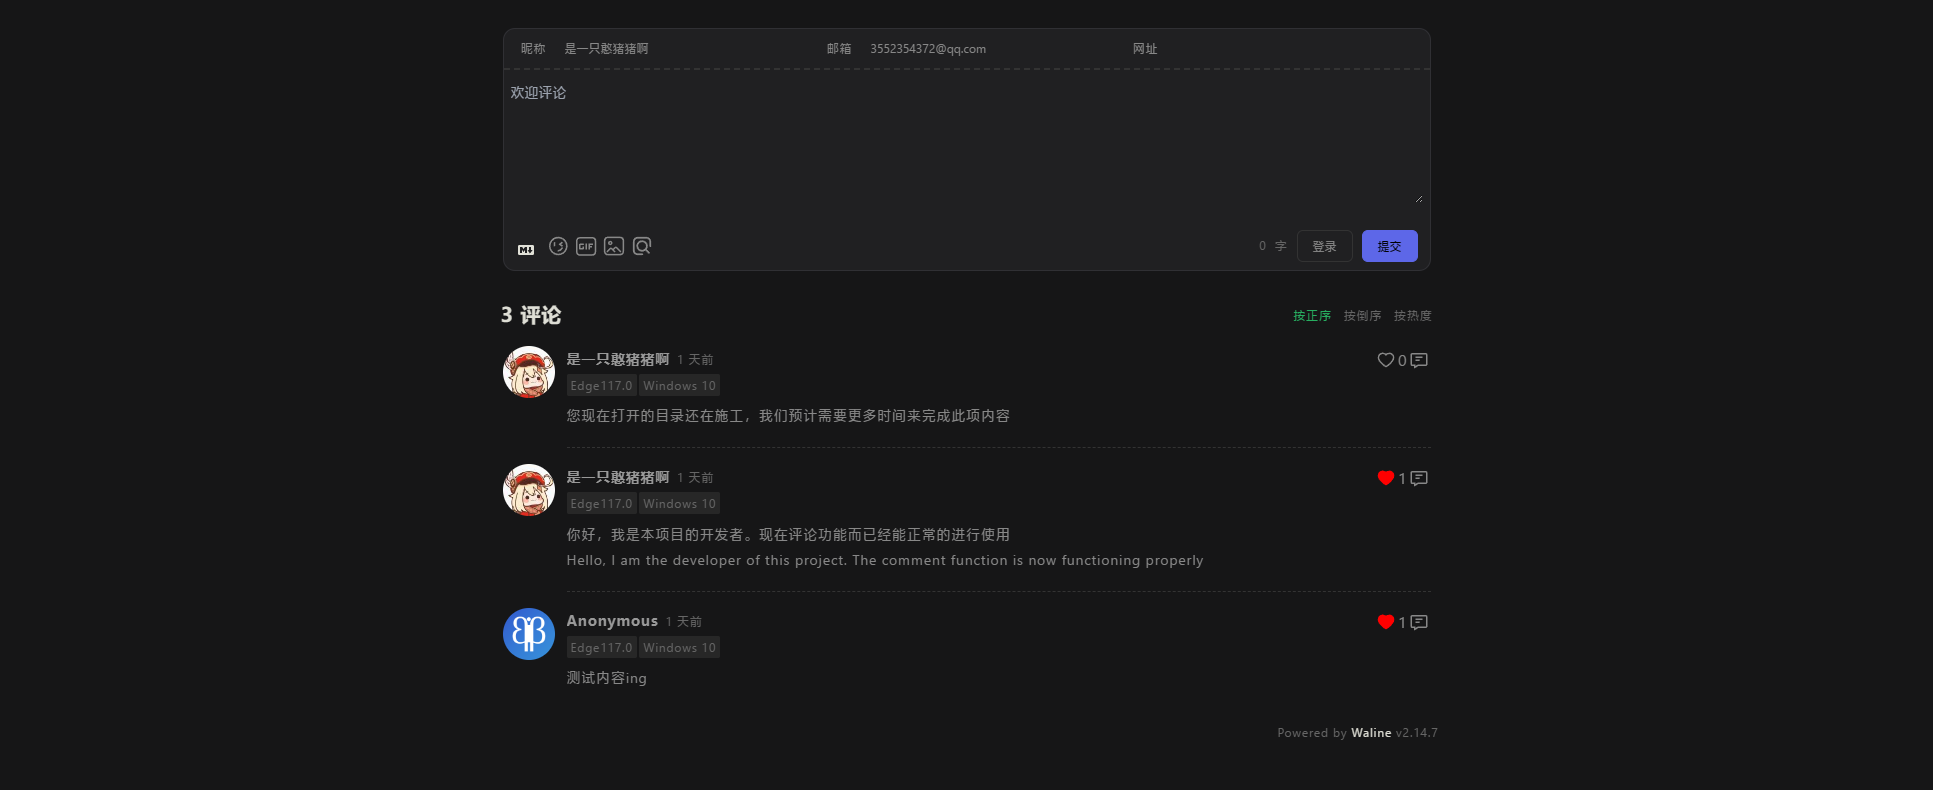 昵称 是一只憨猪猪啊 邮箱 3552354372@qq.com 网址
欢迎评论
M↓ GIF 0 字 登录 提交
3 评论 按正序 按倒序 按热度
是一只憨猪猪啊 1 天前 0
Edge117.0 Windows 10
您现在打开的目录还在施工，我们预计需要更多时间来完成此项内容
是一只憨猪猪啊 1 天前 1
Edge117.0 Windows 10
你好，我是本项目的开发者。现在评论功能而已经能正常的进行使用
Hello, I am the developer of this project. The comment function is now functioning properly
Anonymous 1 天前 1
Edge117.0 Windows 10
测试内容ing
Powered by Waline v2.14.7